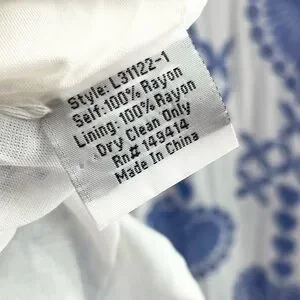 Style: L31122-1
Self:100% Rayon
Lining: 100% Rayon
Dry Clean Only
Rn# 149414
Made In China